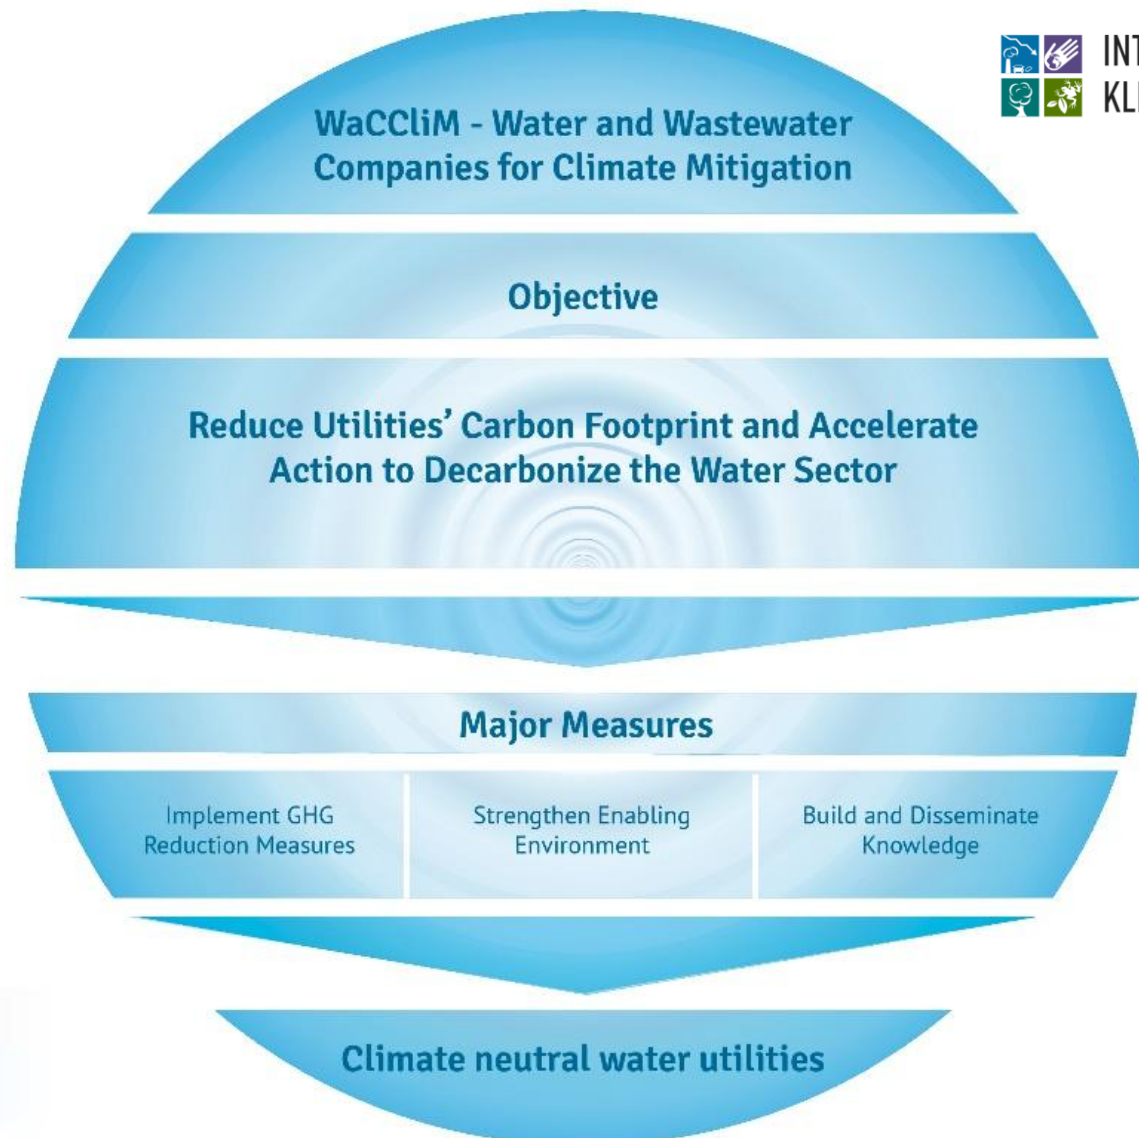 WaCCliM - Water and Wastewater
Companies for Climate Mitigation
Objective
Reduce Utilities’ Carbon Footprint and Accelerate
Action to Decarbonize the Water Sector
Major Measures
Implement GHG
Reduction Measures
Strengthen Enabling
Environment
Build and Disseminate
Knowledge
Climate neutral water utilities